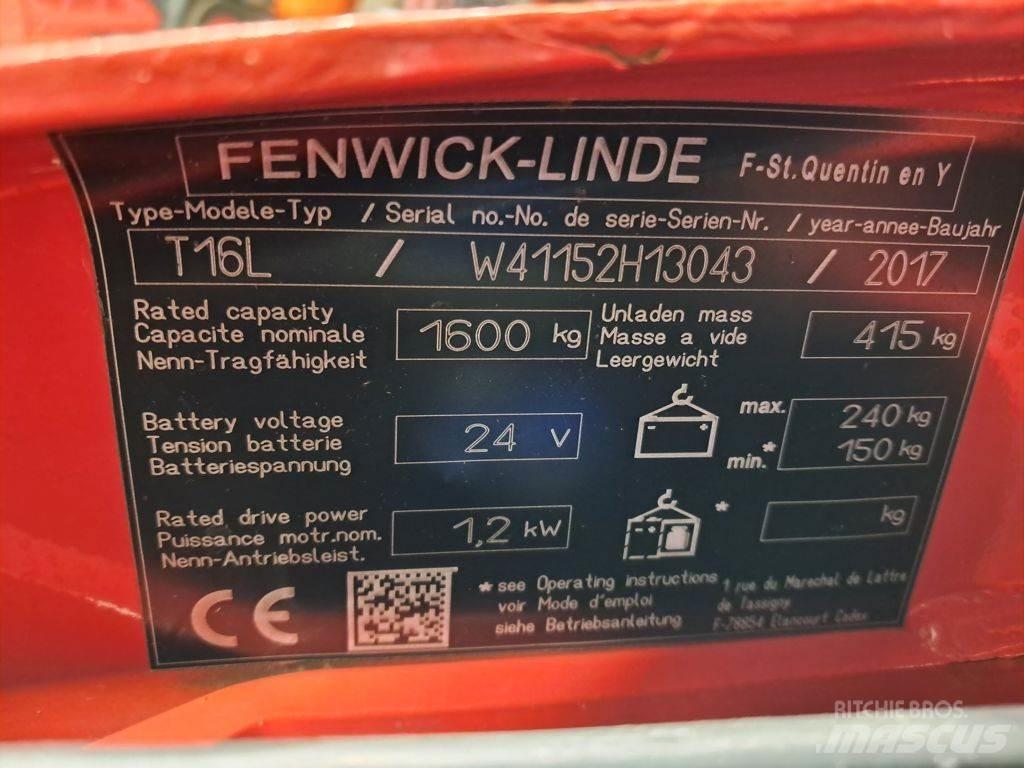 FENWICK-LINDE F-St.Quentin en Y
Type-Modele-Typ / Serial no.-No. de serie-Serien-Nr. / year-annee-Baujahr
T16L / W41152H13043 / 2017
Rated capacity
Capacite nominale
Nenn-Tragfähigkeit
1600 kg
Unladen mass
Masse a vide
Leergewicht
415 kg
Battery voltage
Tension batterie
Batteriespannung
24 V
max. 240 kg
min.* 150 kg
Rated drive power
Puissance motr.nom.
Nenn-Antriebsleist.
1,2 kW
* kg
CE
* see Operating instructions
voir Mode d'emploi
siehe Betriebsanleitung
1 rue du Marechal de Lattre
de Tassigny
F-78854 Elancourt Cedex
RITCHIE BROS.
MASCUS